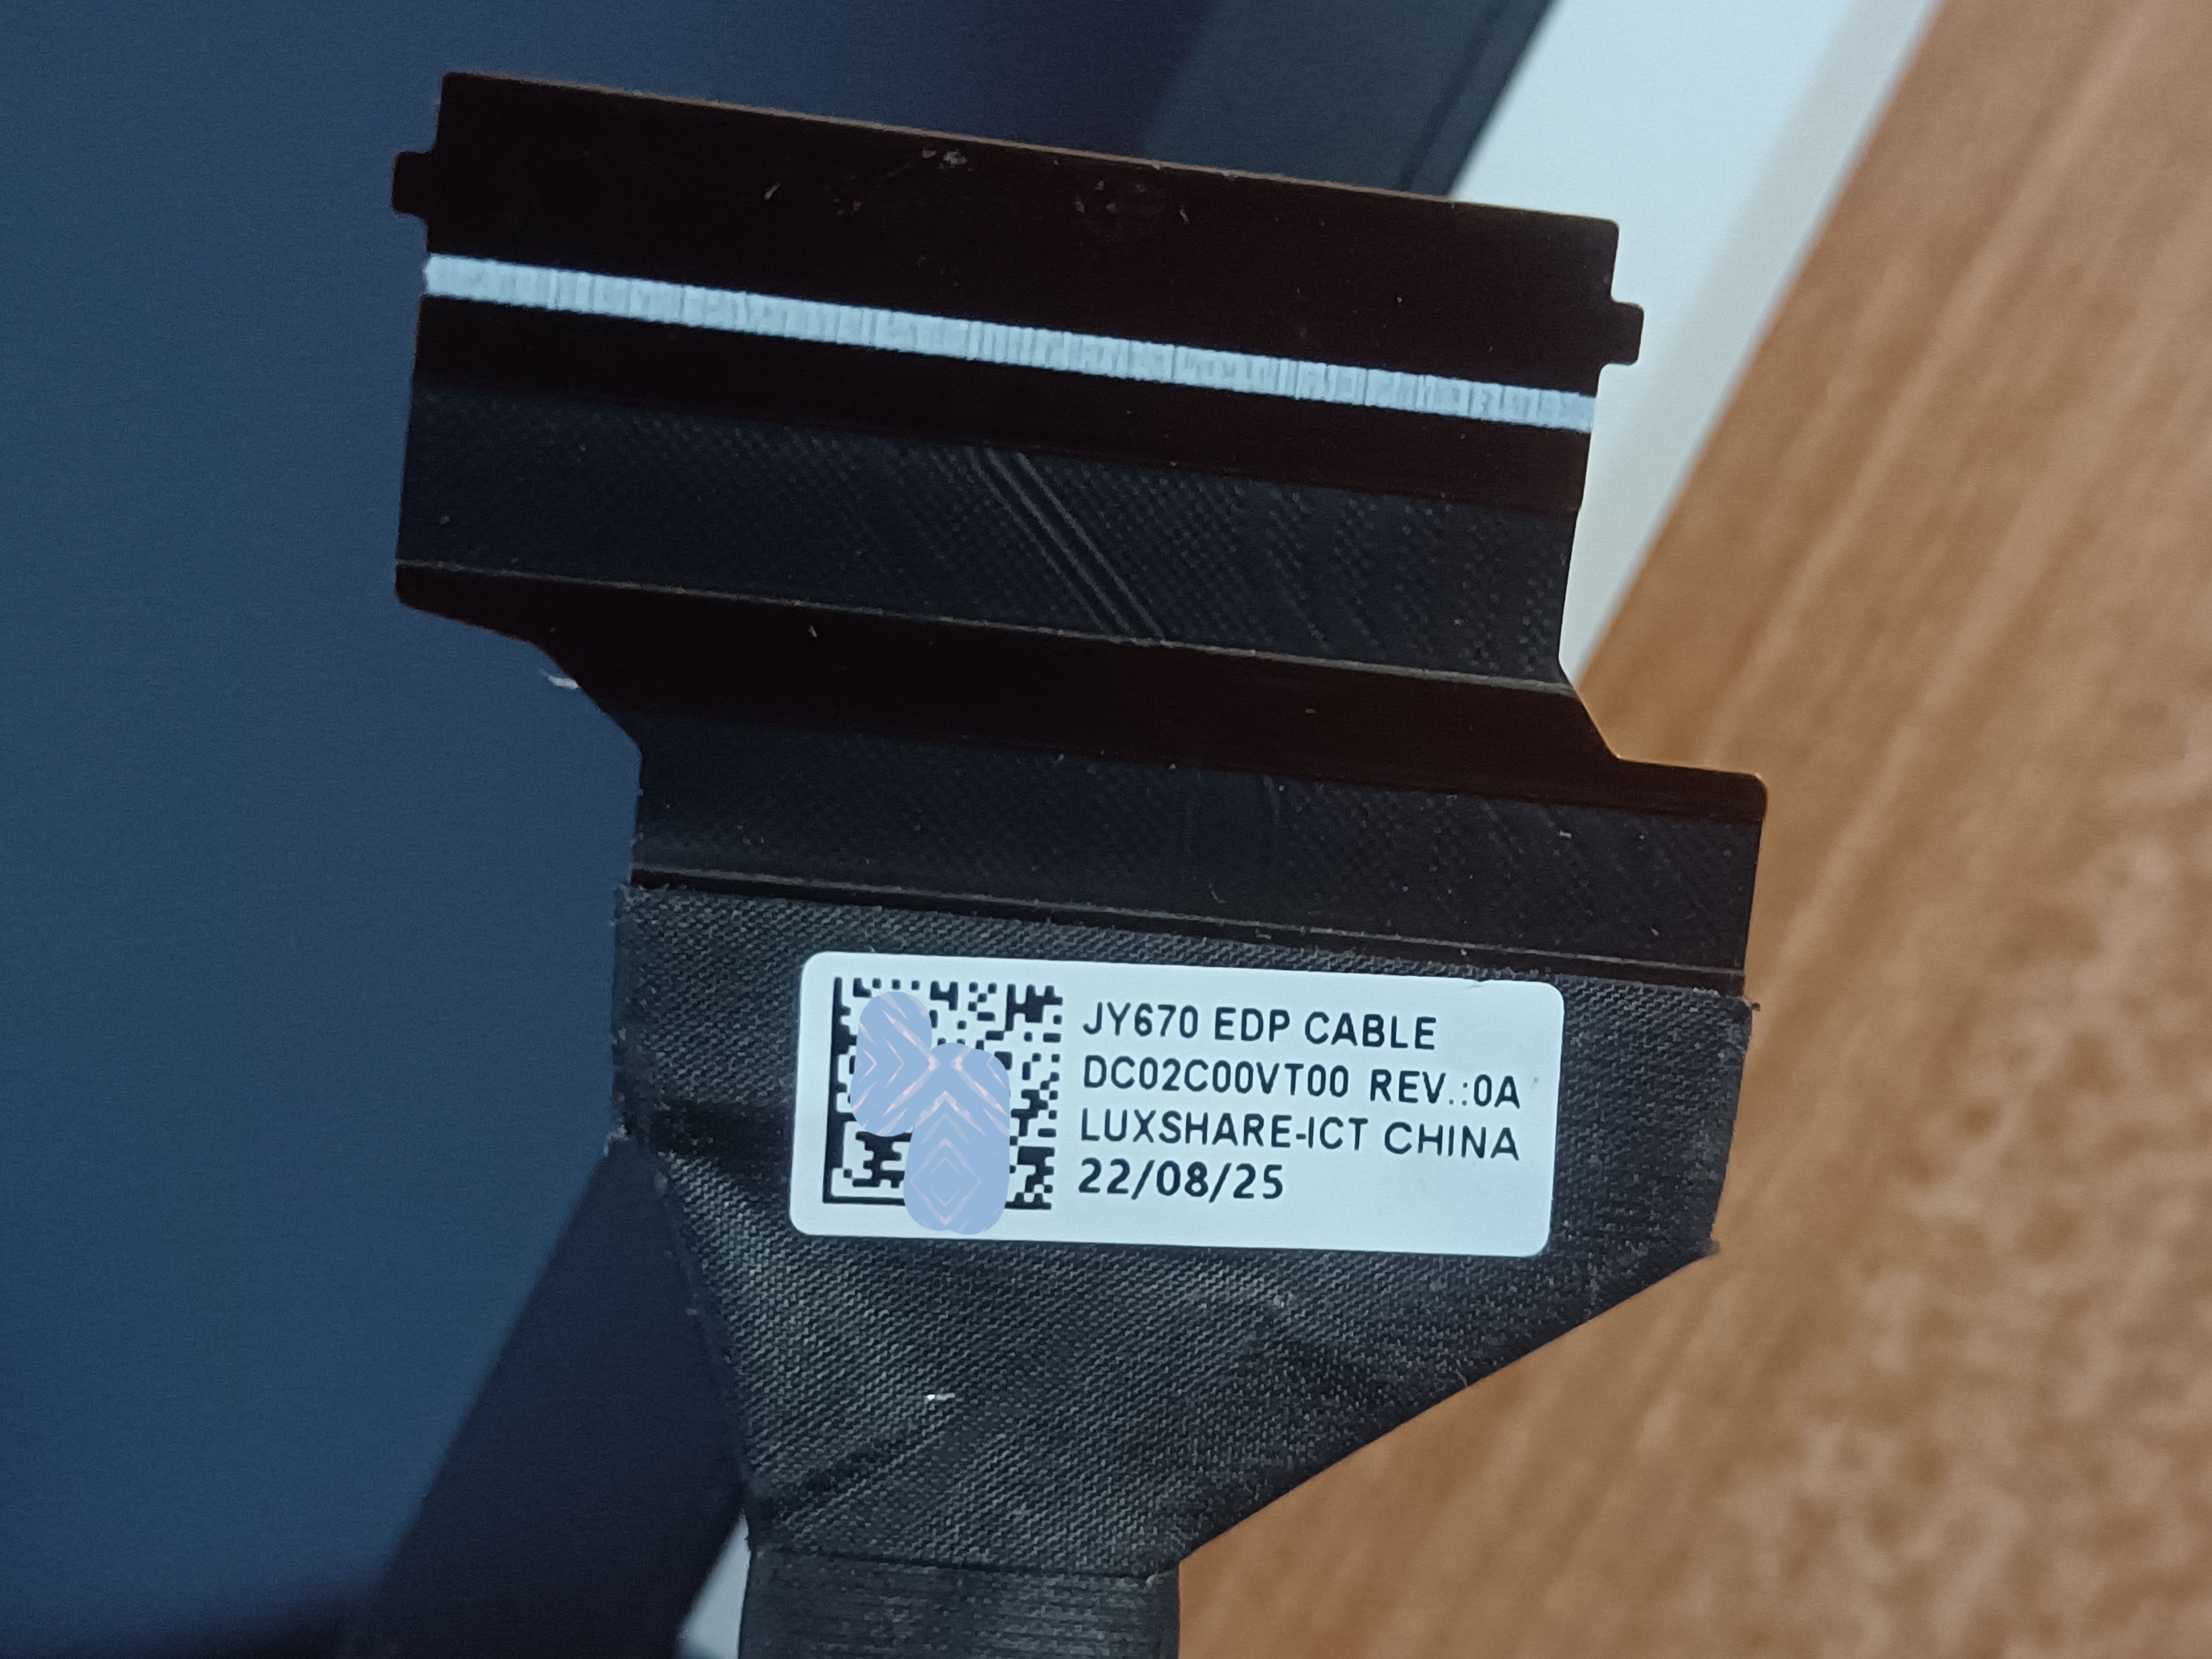 JY670 EDP CABLE
DC02C00VT00 REV.:0A
LUXSHARE-ICT CHINA
22/08/25